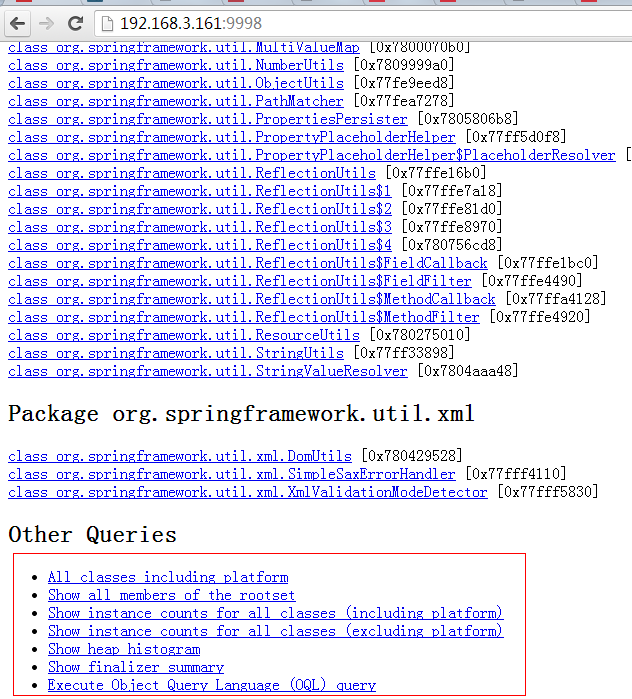 192.168.3.161:9998
class org.springframework.util.MultiValueMap [0x7800070b0]
class org.springframework.util.NumberUtils [0x7809999a0]
class org.springframework.util.ObjectUtils [0x77fe9eed8]
class org.springframework.util.PathMatcher [0x77fea7278]
class org.springframework.util.PropertiesPersister [0x7805806b8]
class org.springframework.util.PropertyPlaceholderHelper [0x77ff5d0f8]
class org.springframework.util.PropertyPlaceholderHelper$PlaceholderResolver [
class org.springframework.util.ReflectionUtils [0x77ffe16b0]
class org.springframework.util.ReflectionUtils$1 [0x77ffe7a18]
class org.springframework.util.ReflectionUtils$2 [0x77ffe81d0]
class org.springframework.util.ReflectionUtils$3 [0x77ffe8970]
class org.springframework.util.ReflectionUtils$4 [0x780756cd8]
class org.springframework.util.ReflectionUtils$FieldCallback [0x77ffe1bc0]
class org.springframework.util.ReflectionUtils$FieldFilter [0x77ffe4490]
class org.springframework.util.ReflectionUtils$MethodCallback [0x77ffa4128]
class org.springframework.util.ReflectionUtils$MethodFilter [0x77ffe4920]
class org.springframework.util.ResourceUtils [0x780275010]
class org.springframework.util.StringUtils [0x77ff33898]
class org.springframework.util.StringValueResolver [0x7804aaa48]
Package org.springframework.util.xml
class org.springframework.util.xml.DomUtils [0x780429528]
class org.springframework.util.xml.SimpleSaxErrorHandler [0x77fff4110]
class org.springframework.util.xml.XmlValidationModeDetector [0x77fff5830]
Other Queries
• All classes including platform
• Show all members of the rootset
• Show instance counts for all classes (including platform)
• Show instance counts for all classes (excluding platform)
• Show heap histogram
• Show finalizer summary
• Execute Object Query Language (OQL) query